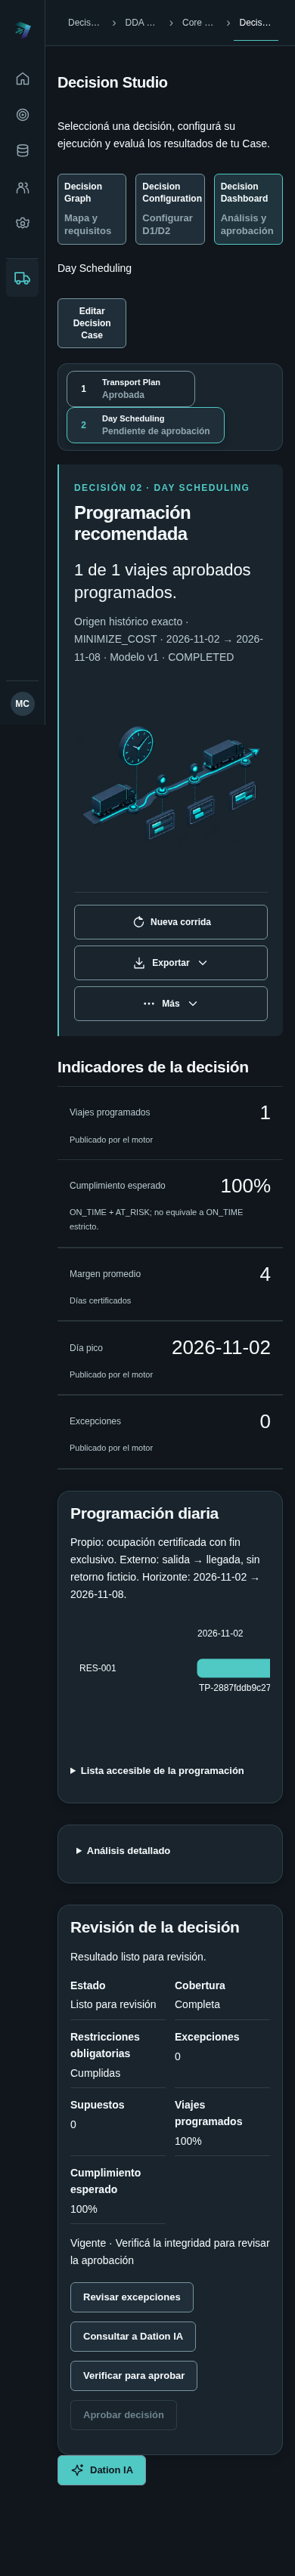 Decis...
DDA ...
Core ...
Decis...
Decision Studio
Seleccioná una decisión, configurá su
ejecución y evaluá los resultados de tu Case.
Decision
Graph
Mapa y
requisitos
Decision
Configuration
Configurar
D1/D2
Decision
Dashboard
Análisis y
aprobación
Day Scheduling
Editar
Decision
Case
1
Transport Plan
Aprobada
2
Day Scheduling
Pendiente de aprobación
DECISIÓN 02 · DAY SCHEDULING
Programación
recomendada
1 de 1 viajes aprobados
programados.
Origen histórico exacto ·
MINIMIZE_COST · 2026-11-02 → 2026-
11-08 · Modelo v1 · COMPLETED
MC
Nueva corrida
Exportar
Más
Indicadores de la decisión
Viajes programados
1
Publicado por el motor
Cumplimiento esperado
100%
ON_TIME + AT_RISK; no equivale a ON_TIME
estricto.
Margen promedio
4
Días certificados
Día pico
2026-11-02
Publicado por el motor
Excepciones
0
Publicado por el motor
Programación diaria
Propio: ocupación certificada con fin
exclusivo. Externo: salida → llegada, sin
retorno ficticio. Horizonte: 2026-11-02 →
2026-11-08.
2026-11-02
RES-001
TP-2887fddb9c27
Lista accesible de la programación
Análisis detallado
Revisión de la decisión
Resultado listo para revisión.
Estado
Listo para revisión
Cobertura
Completa
Restricciones
obligatorias
Cumplidas
Excepciones
0
Supuestos
0
Viajes
programados
100%
Cumplimiento
esperado
100%
Vigente · Verificá la integridad para revisar
la aprobación
Revisar excepciones
Consultar a Dation IA
Verificar para aprobar
Aprobar decisión
Dation IA